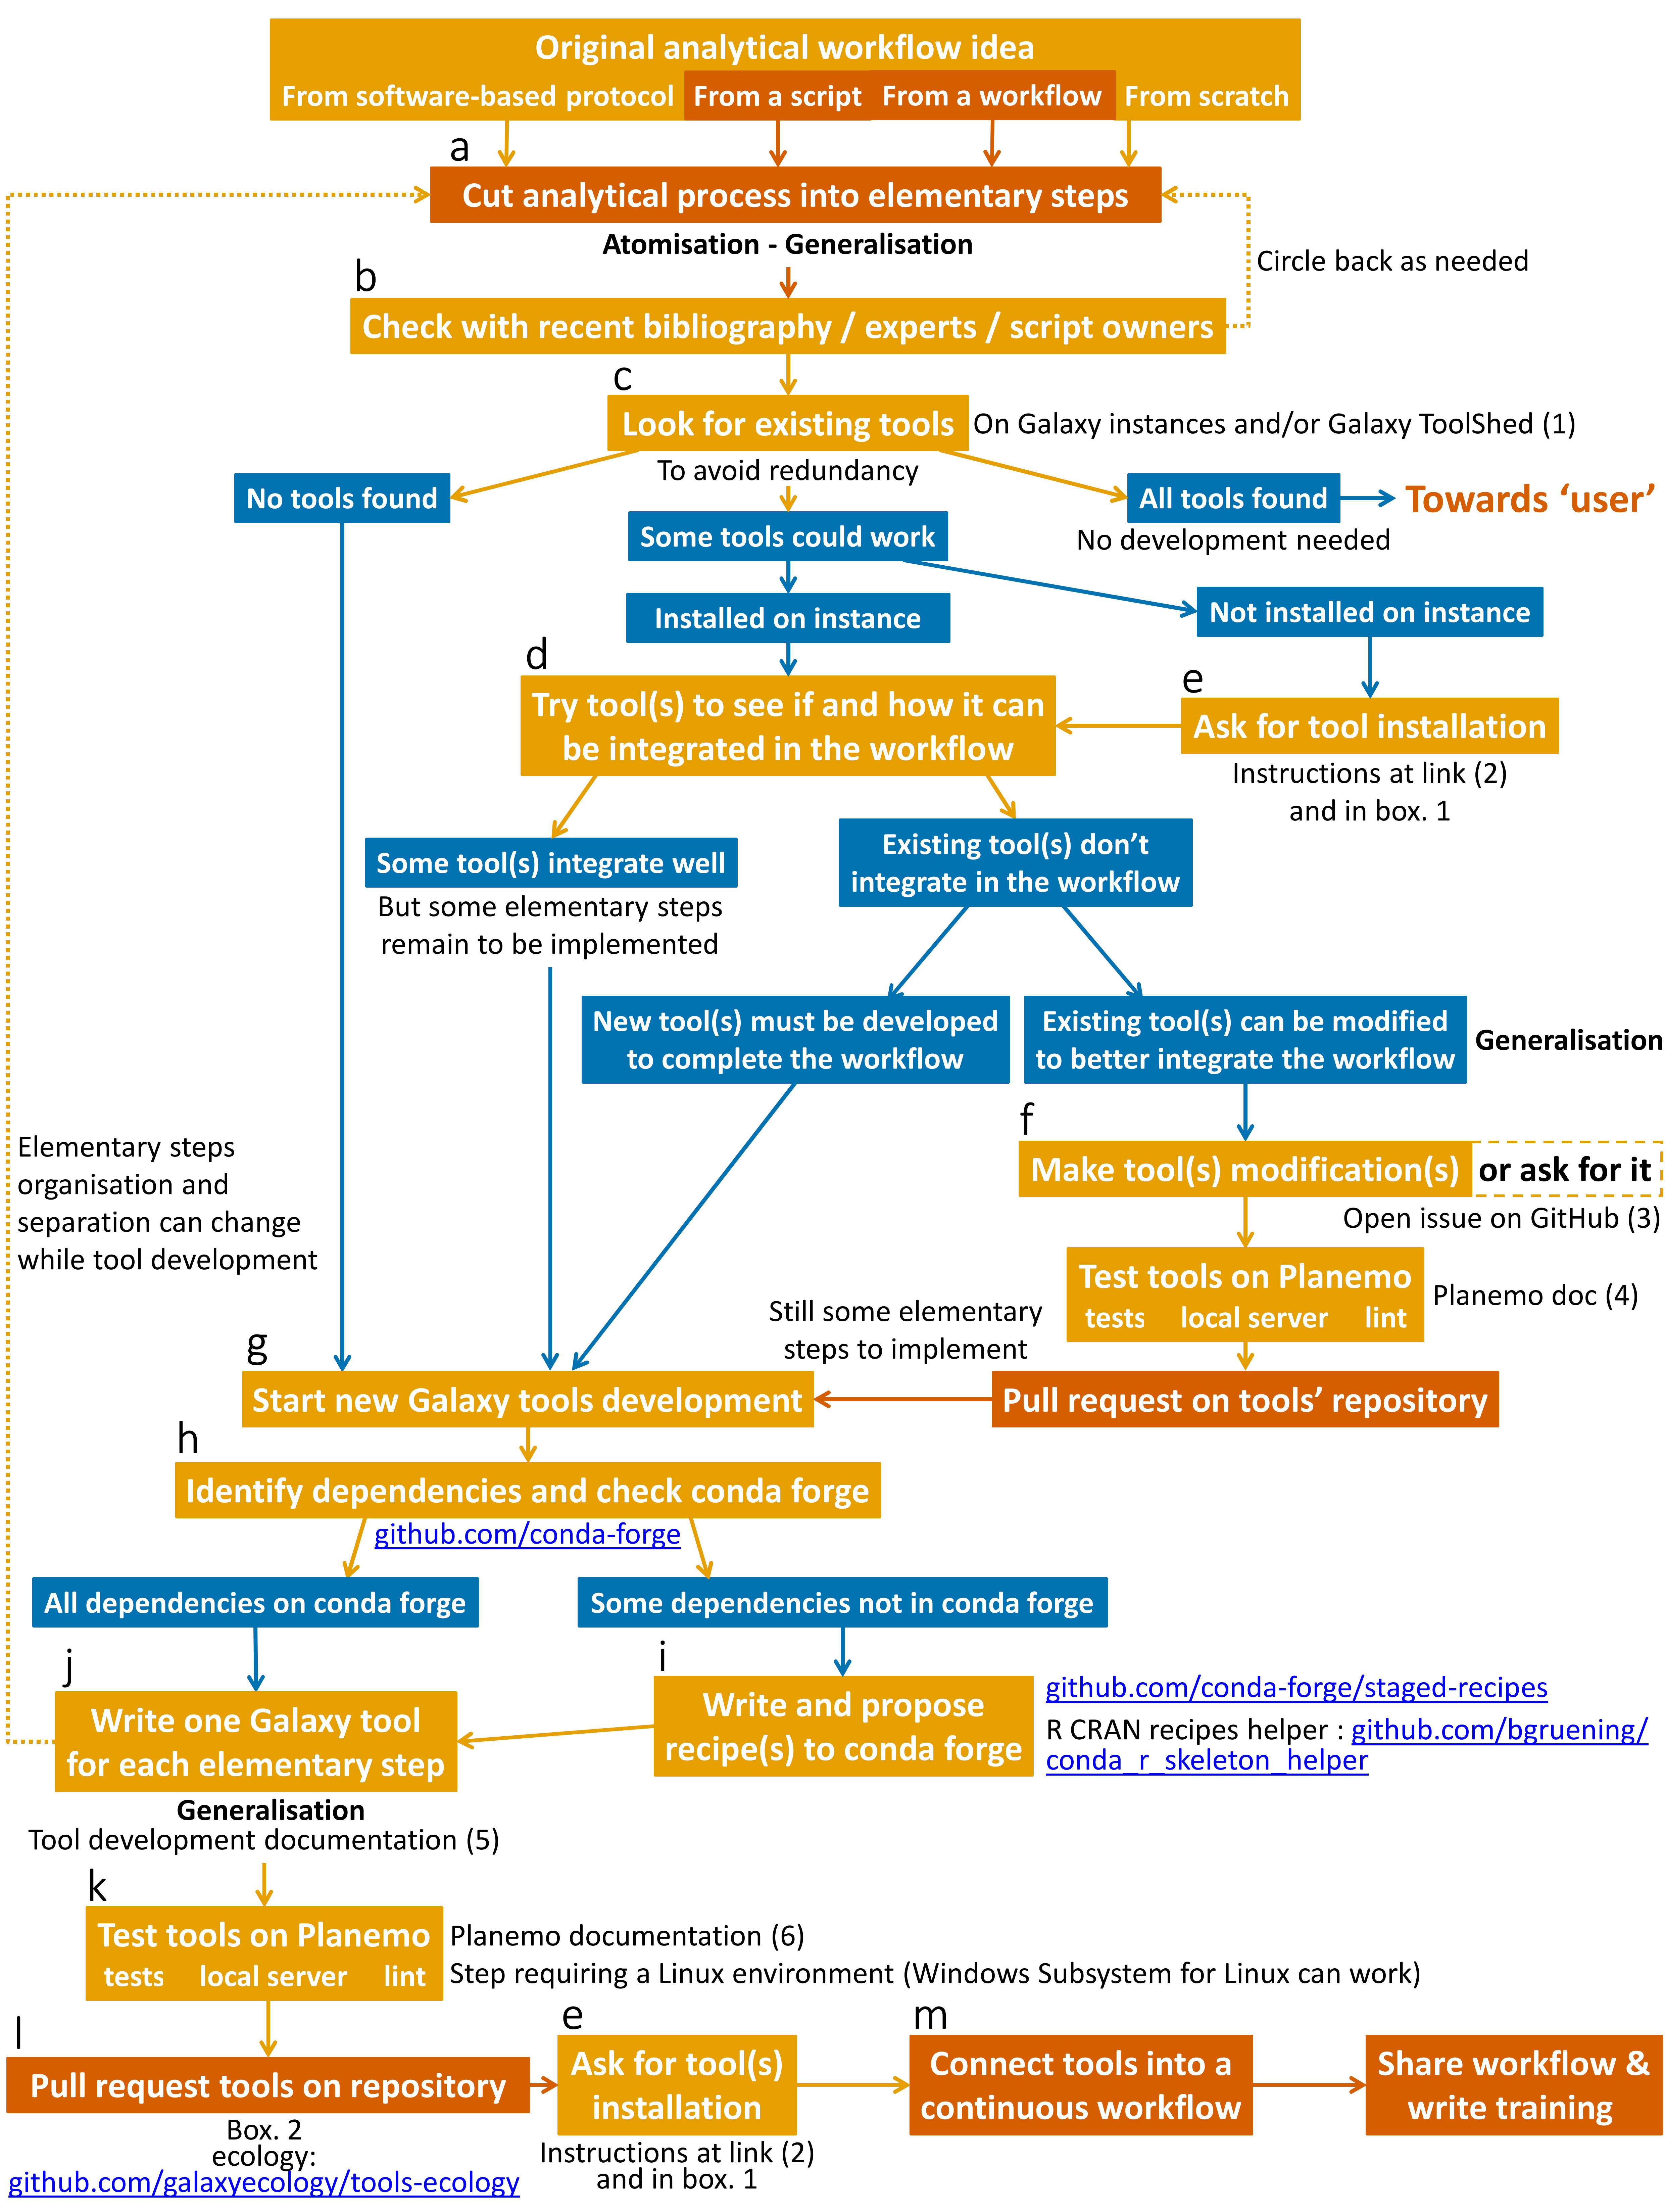 Original analytical workflow idea
From software-based protocol From a script From a workflow From scratch
a
Cut analytical process into elementary steps
Atomisation - Generalisation
Circle back as needed
b
Check with recent bibliography / experts / script owners
c
Look for existing tools
On Galaxy instances and/or Galaxy ToolShed (1)
To avoid redundancy
No tools found
All tools found
Towards ‘user’
No development needed
Some tools could work
Installed on instance
Not installed on instance
d
Try tool(s) to see if and how it can
be integrated in the workflow
e
Ask for tool installation
Instructions at link (2)
and in box. 1
Some tool(s) integrate well
But some elementary steps
remain to be implemented
Existing tool(s) don’t
integrate in the workflow
New tool(s) must be developed
to complete the workflow
Existing tool(s) can be modified
to better integrate the workflow
Generalisation
f
Make tool(s) modification(s)
or ask for it
Open issue on GitHub (3)
Elementary steps
organisation and
separation can change
while tool development
Test tools on Planemo
tests local server lint
Planemo doc (4)
Still some elementary
steps to implement
Pull request on tools’ repository
g
Start new Galaxy tools development
h
Identify dependencies and check conda forge
github.com/conda-forge
All dependencies on conda forge
Some dependencies not in conda forge
i
Write and propose
recipe(s) to conda forge
github.com/conda-forge/staged-recipes
R CRAN recipes helper : github.com/bgruening/
conda_r_skeleton_helper
j
Write one Galaxy tool
for each elementary step
Generalisation
Tool development documentation (5)
k
Test tools on Planemo
tests local server lint
Planemo documentation (6)
Step requiring a Linux environment (Windows Subsystem for Linux can work)
l
Pull request tools on repository
Box. 2
ecology:
github.com/galaxyecology/tools-ecology
e
Ask for tool(s)
installation
Instructions at link (2)
and in box. 1
m
Connect tools into a
continuous workflow
Share workflow &
write training